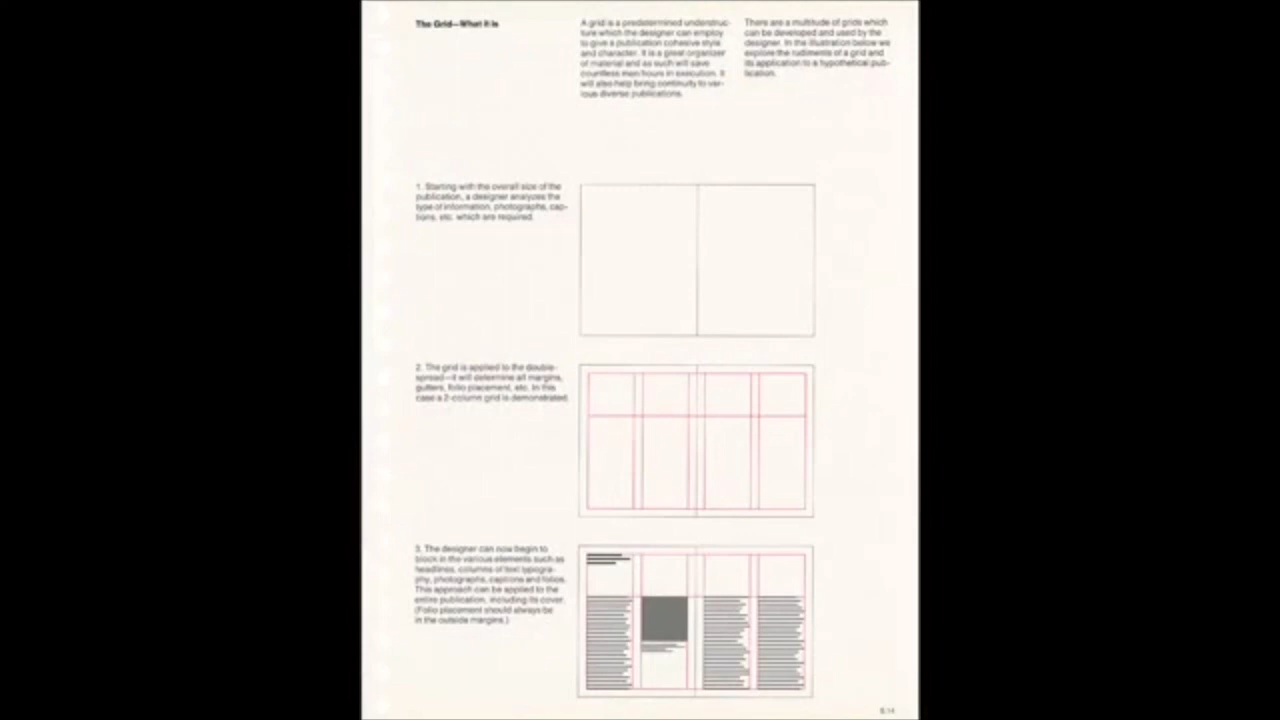 The Grid—What It Is
A grid is a predetermined understruc-
ture which the designer can employ
to give a publication cohesive style
and character. It is a great organizer
of material and as such will save
countless man hours in execution. It
will also help bring continuity to var-
ious diverse publications.
There are a multitude of grids which
can be developed and used by the
designer. In the illustration below we
explore the rudiments of a grid and
its application to a hypothetical pub-
lication.
1. Starting with the overall size of the
publication, a designer analyzes the
type of information, photographs, cap-
tions, etc. which are required.
2. The grid is applied to the double-
spread—it will determine all margins,
gutters, folio placement, etc. In this
case a 2-column grid is demonstrated.
3. The designer can now begin to
block in the various elements such as
headlines, columns of text typogra-
phy, photographs, captions and folios.
This approach can be applied to the
entire publication, including its cover.
(Folio placement should always be
in the outside margins.)
6.14